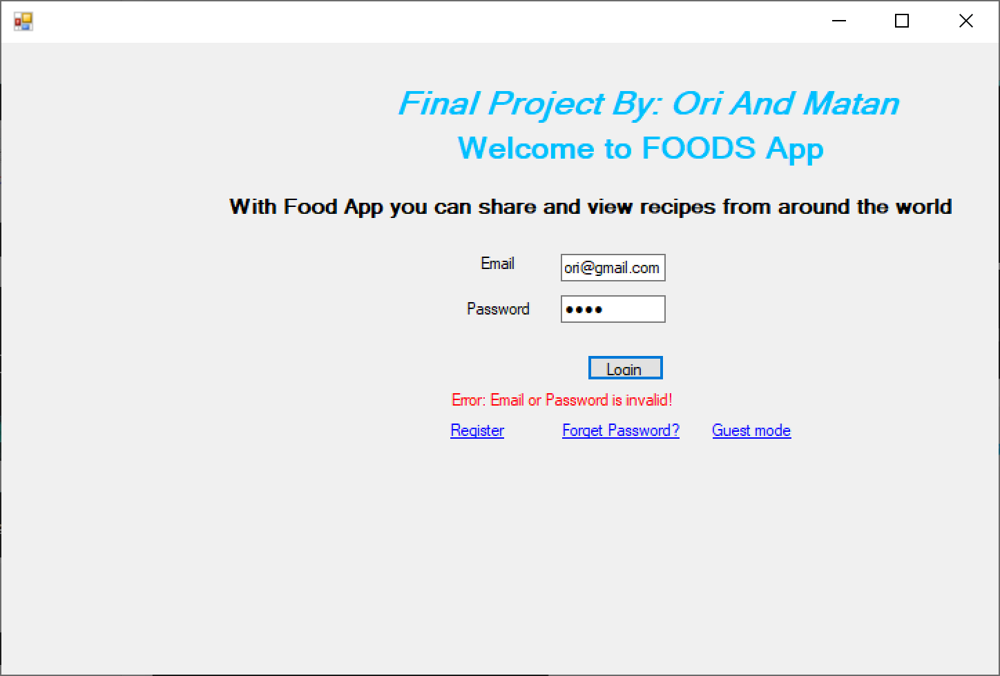 Final Project By: Ori And Matan
Welcome to FOODS App
With Food App you can share and view recipes from around the world
Email ori@gmail.com
Password ••••
Login
Error: Email or Password is invalid!
Register Forget Password? Guest mode